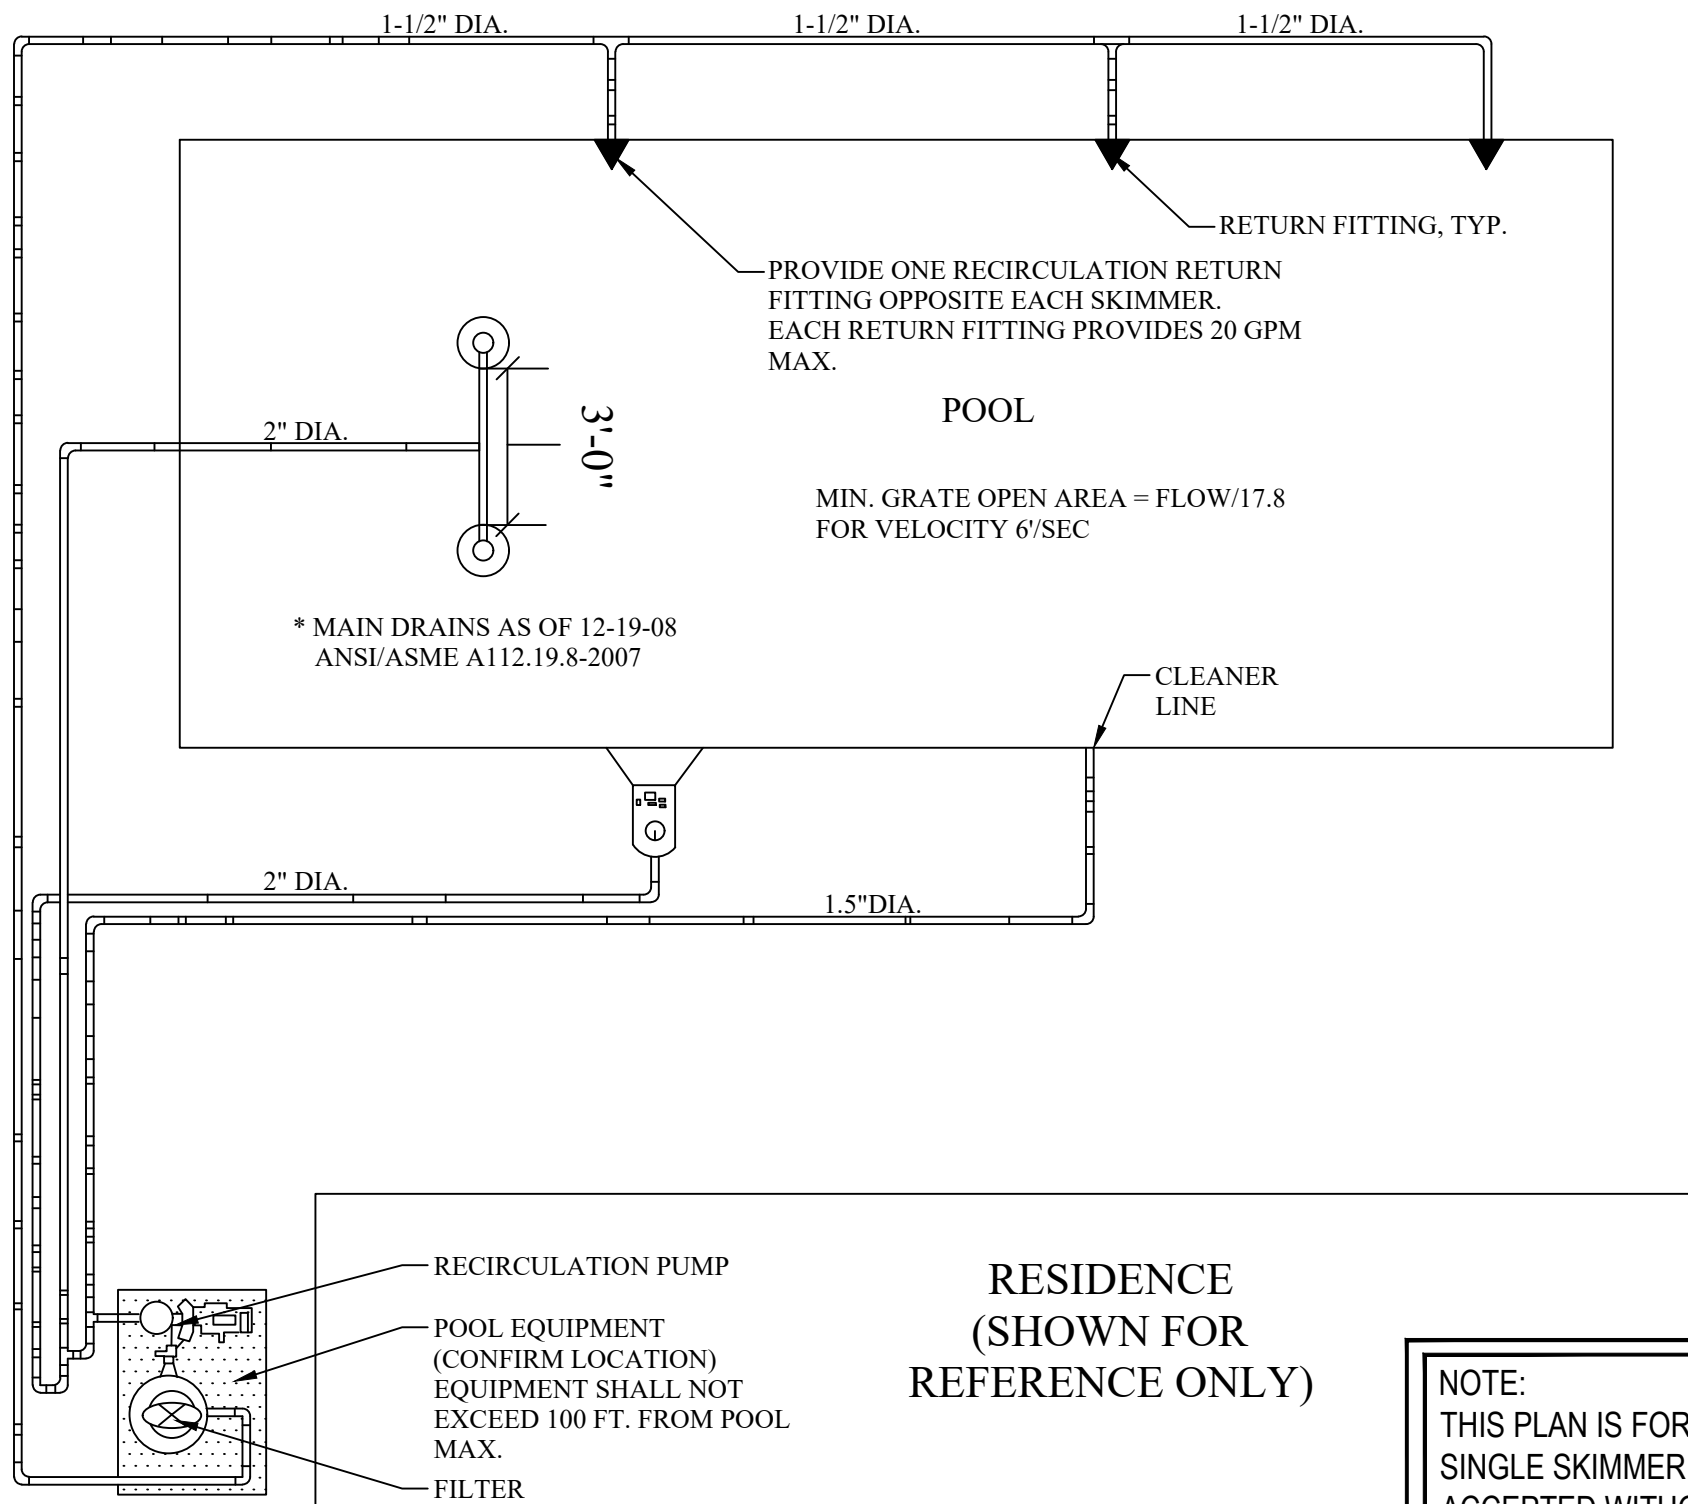 1-1/2" DIA.
1-1/2" DIA.
1-1/2" DIA.
RETURN FITTING, TYP.
PROVIDE ONE RECIRCULATION RETURN
FITTING OPPOSITE EACH SKIMMER.
EACH RETURN FITTING PROVIDES 20 GPM
MAX.
POOL
2" DIA.
3'-0"
MIN. GRATE OPEN AREA = FLOW/17.8
FOR VELOCITY 6'/SEC
* MAIN DRAINS AS OF 12-19-08
ANSI/ASME A112.19.8-2007
CLEANER
LINE
2" DIA.
1.5"DIA.
RECIRCULATION PUMP
POOL EQUIPMENT
(CONFIRM LOCATION)
EQUIPMENT SHALL NOT
EXCEED 100 FT. FROM POOL
MAX.
FILTER
RESIDENCE
(SHOWN FOR
REFERENCE ONLY)
NOTE:
THIS PLAN IS FOR
SINGLE SKIMMER